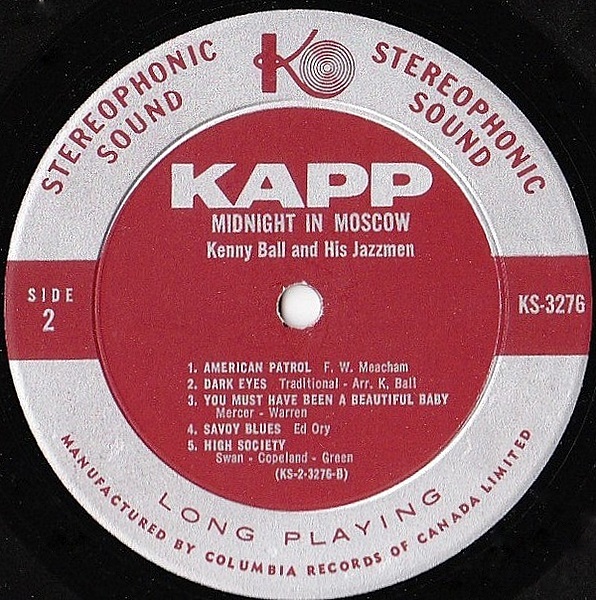 STEREOPHONIC
SOUND
K
STEREOPHONIC
SOUND
KAPP
MIDNIGHT IN MOSCOW
Kenny Ball and His Jazzmen
SIDE
2
KS-3276
1. AMERICAN PATROL F. W. Meacham
2. DARK EYES Traditional - Arr. K. Ball
3. YOU MUST HAVE BEEN A BEAUTIFUL BABY
Mercer - Warren
4. SAVOY BLUES Ed Ory
5. HIGH SOCIETY
Swan - Copeland - Green
(KS-2-3276-B)
LONG PLAYING
MANUFACTURED BY COLUMBIA RECORDS OF CANADA LIMITED